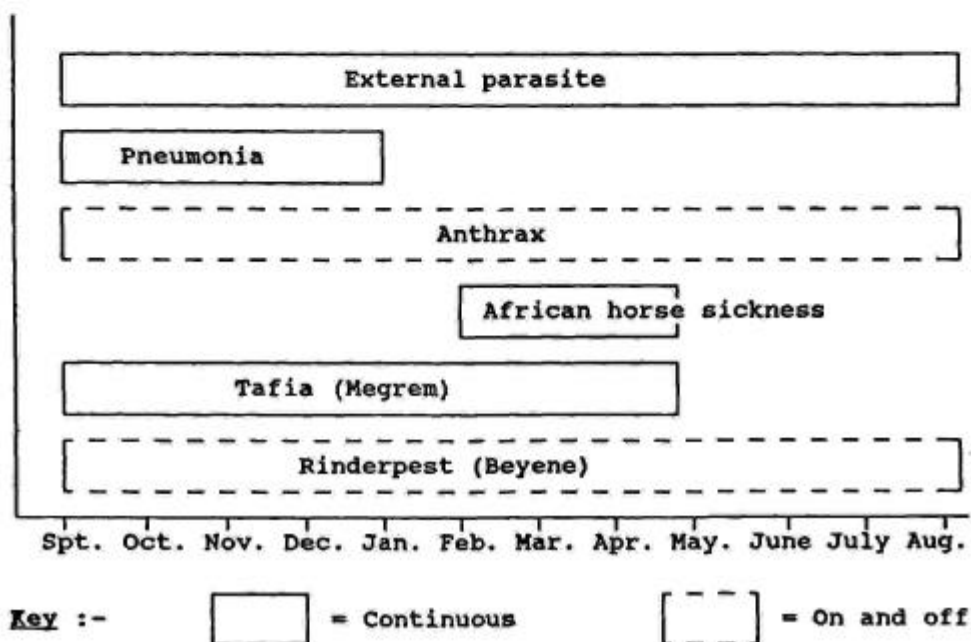 External parasite
Pneumonia
Anthrax
African horse sickness
Tafia (Megrem)
Rinderpest (Beyene)
Spt. Oct. Nov. Dec. Jan. Feb. Mar. Apr. May. June July Aug.
Key :- = Continuous = On and off